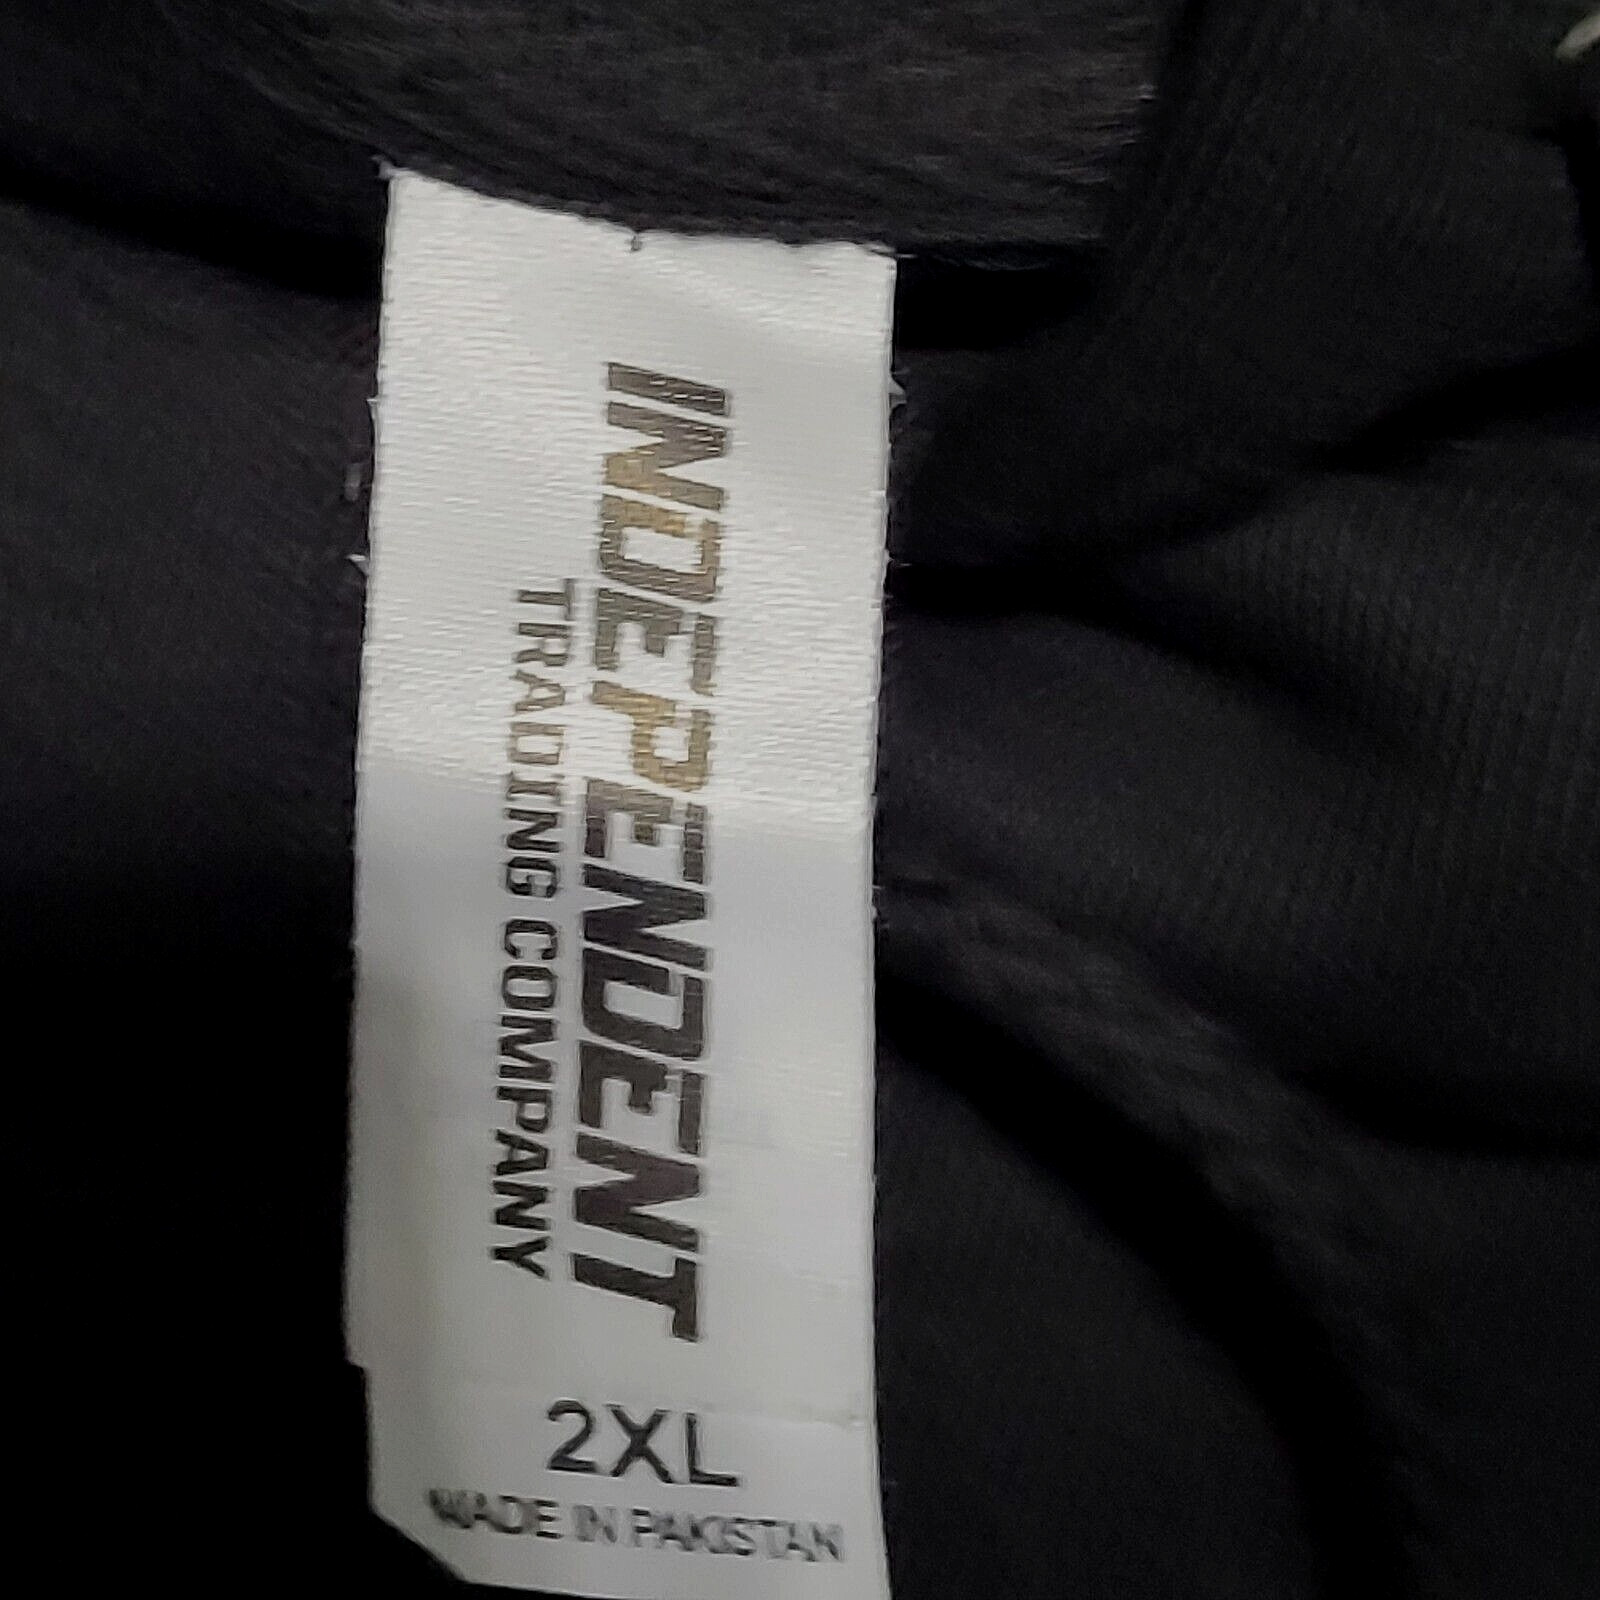 INDEPENDENT
TRADING COMPANY
2XL
MADE IN PAKISTAN